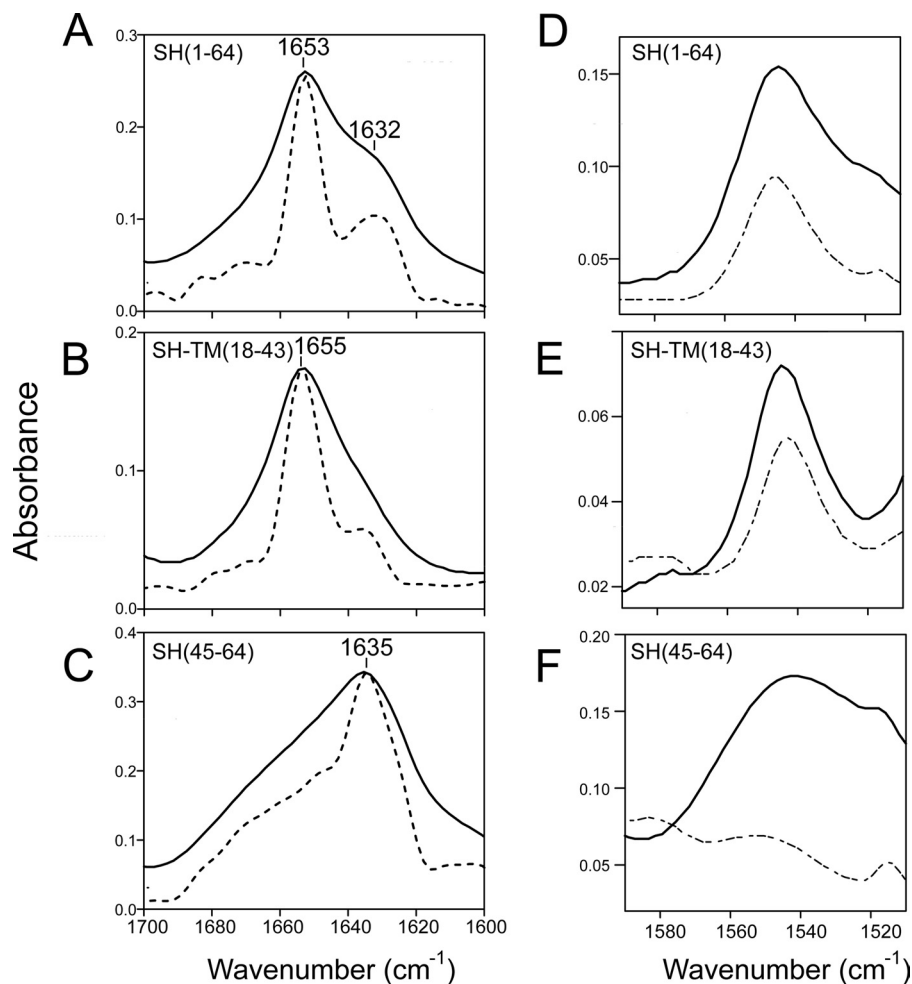 A
SH(1-64)
0.3
0.2
0.1
0.0
1653
1632
D
SH(1-64)
0.15
0.10
0.05
B
SH-TM(18-43)
1655
0.2
0.1
0.0
E
SH-TM(18-43)
0.06
0.04
0.02
C
SH(45-64)
1635
0.4
0.3
0.2
0.1
0.0
F
SH(45-64)
0.20
0.15
0.10
0.05
Absorbance
1700 1680 1660 1640 1620 1600
1580 1560 1540 1520
Wavenumber (cm⁻¹)
Wavenumber (cm⁻¹)